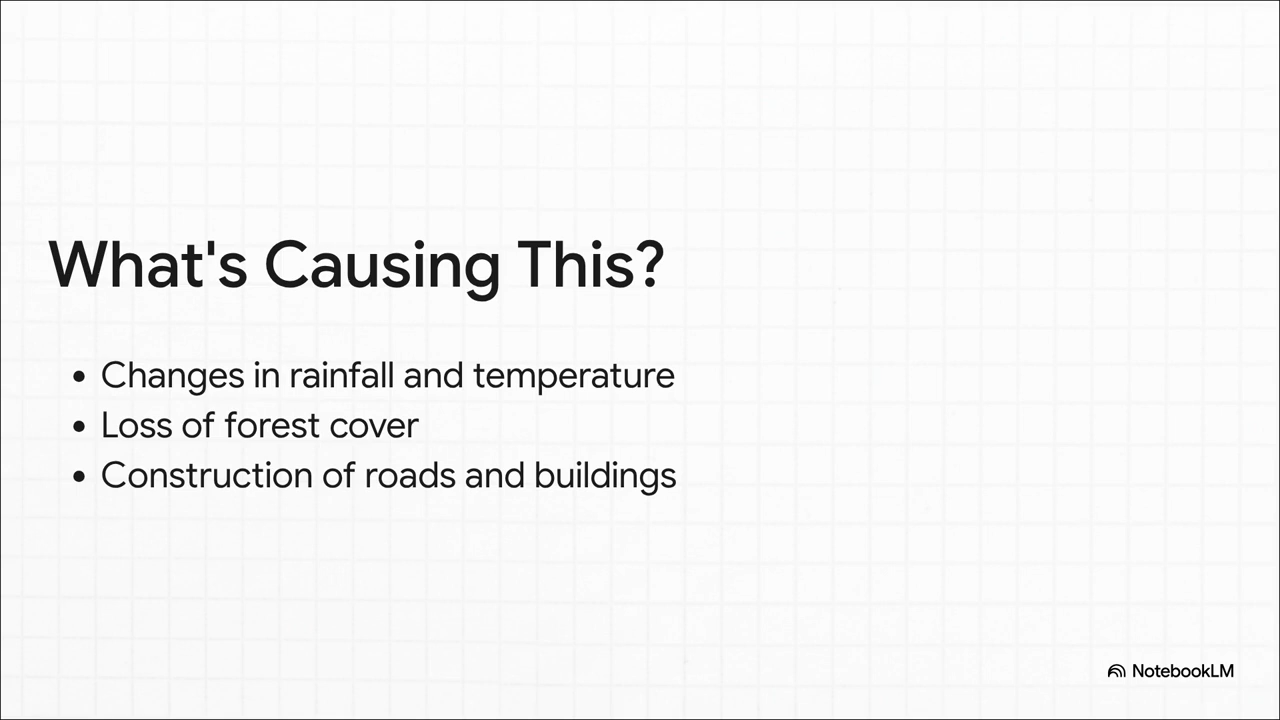 What's Causing This?
• Changes in rainfall and temperature
• Loss of forest cover
• Construction of roads and buildings
NotebookLM